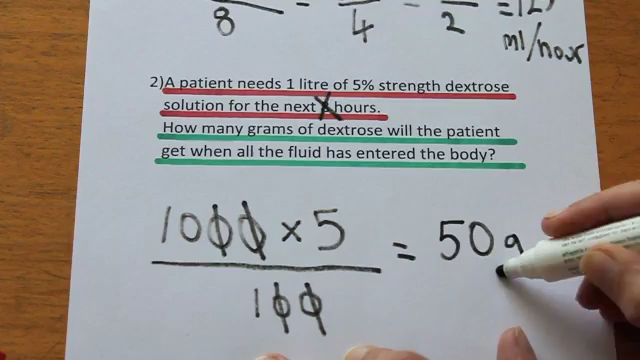 8 = 4 = 2 = 12
ml/hour
2)A patient needs 1 litre of 5% strength dextrose
solution for the next hours.
How many grams of dextrose will the patient
get when all the fluid has entered the body?
1000 x 5 = 50g
100